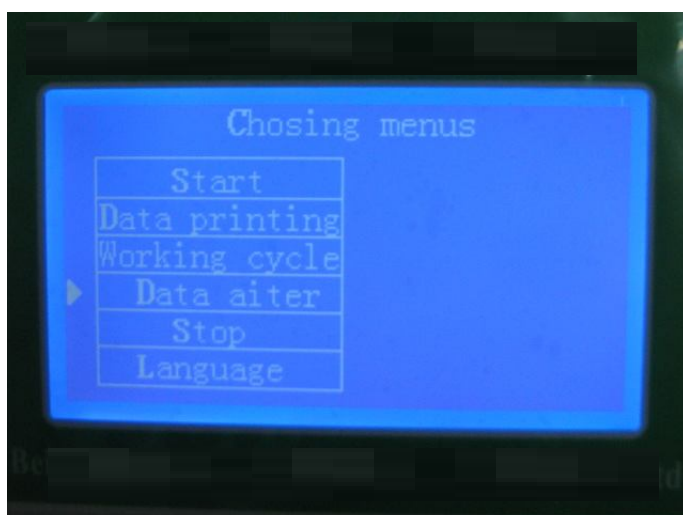 Chosing menus
Start
Data printing
Working cycle
Data aiter
Stop
Language